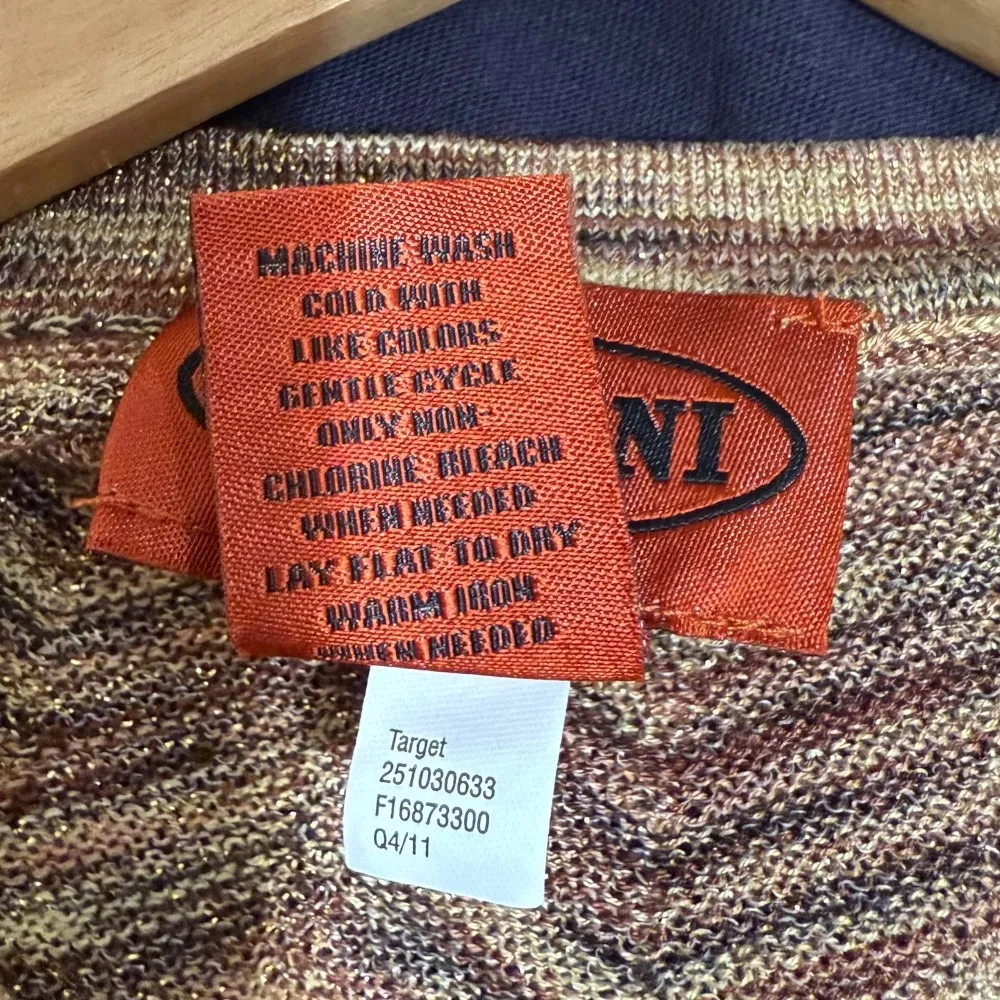 MACHINE WASH
COLD WITH
LIKE COLORS
GENTLE CYCLE
ONLY NON-
CHLORINE BLEACH
WHEN NEEDED
LAY FLAT TO DRY
WARM IRON
WHEN NEEDED
NI
Target
251030633
F16873300
Q4/11